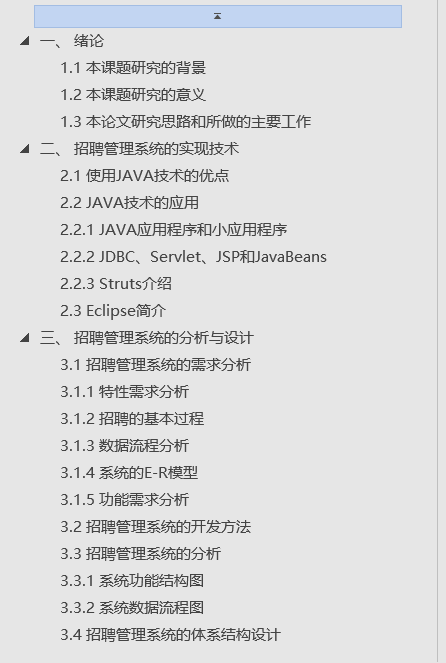 一、 绪论
1.1 本课题研究的背景
1.2 本课题研究的意义
1.3 本论文研究思路和所做的主要工作
二、 招聘管理系统的实现技术
2.1 使用JAVA技术的优点
2.2 JAVA技术的应用
2.2.1 JAVA应用程序和小应用程序
2.2.2 JDBC、Servlet、JSP和JavaBeans
2.2.3 Struts介绍
2.3 Eclipse简介
三、 招聘管理系统的分析与设计
3.1 招聘管理系统的需求分析
3.1.1 特性需求分析
3.1.2 招聘的基本过程
3.1.3 数据流程分析
3.1.4 系统的E-R模型
3.1.5 功能需求分析
3.2 招聘管理系统的开发方法
3.3 招聘管理系统的分析
3.3.1 系统功能结构图
3.3.2 系统数据流程图
3.4 招聘管理系统的体系结构设计